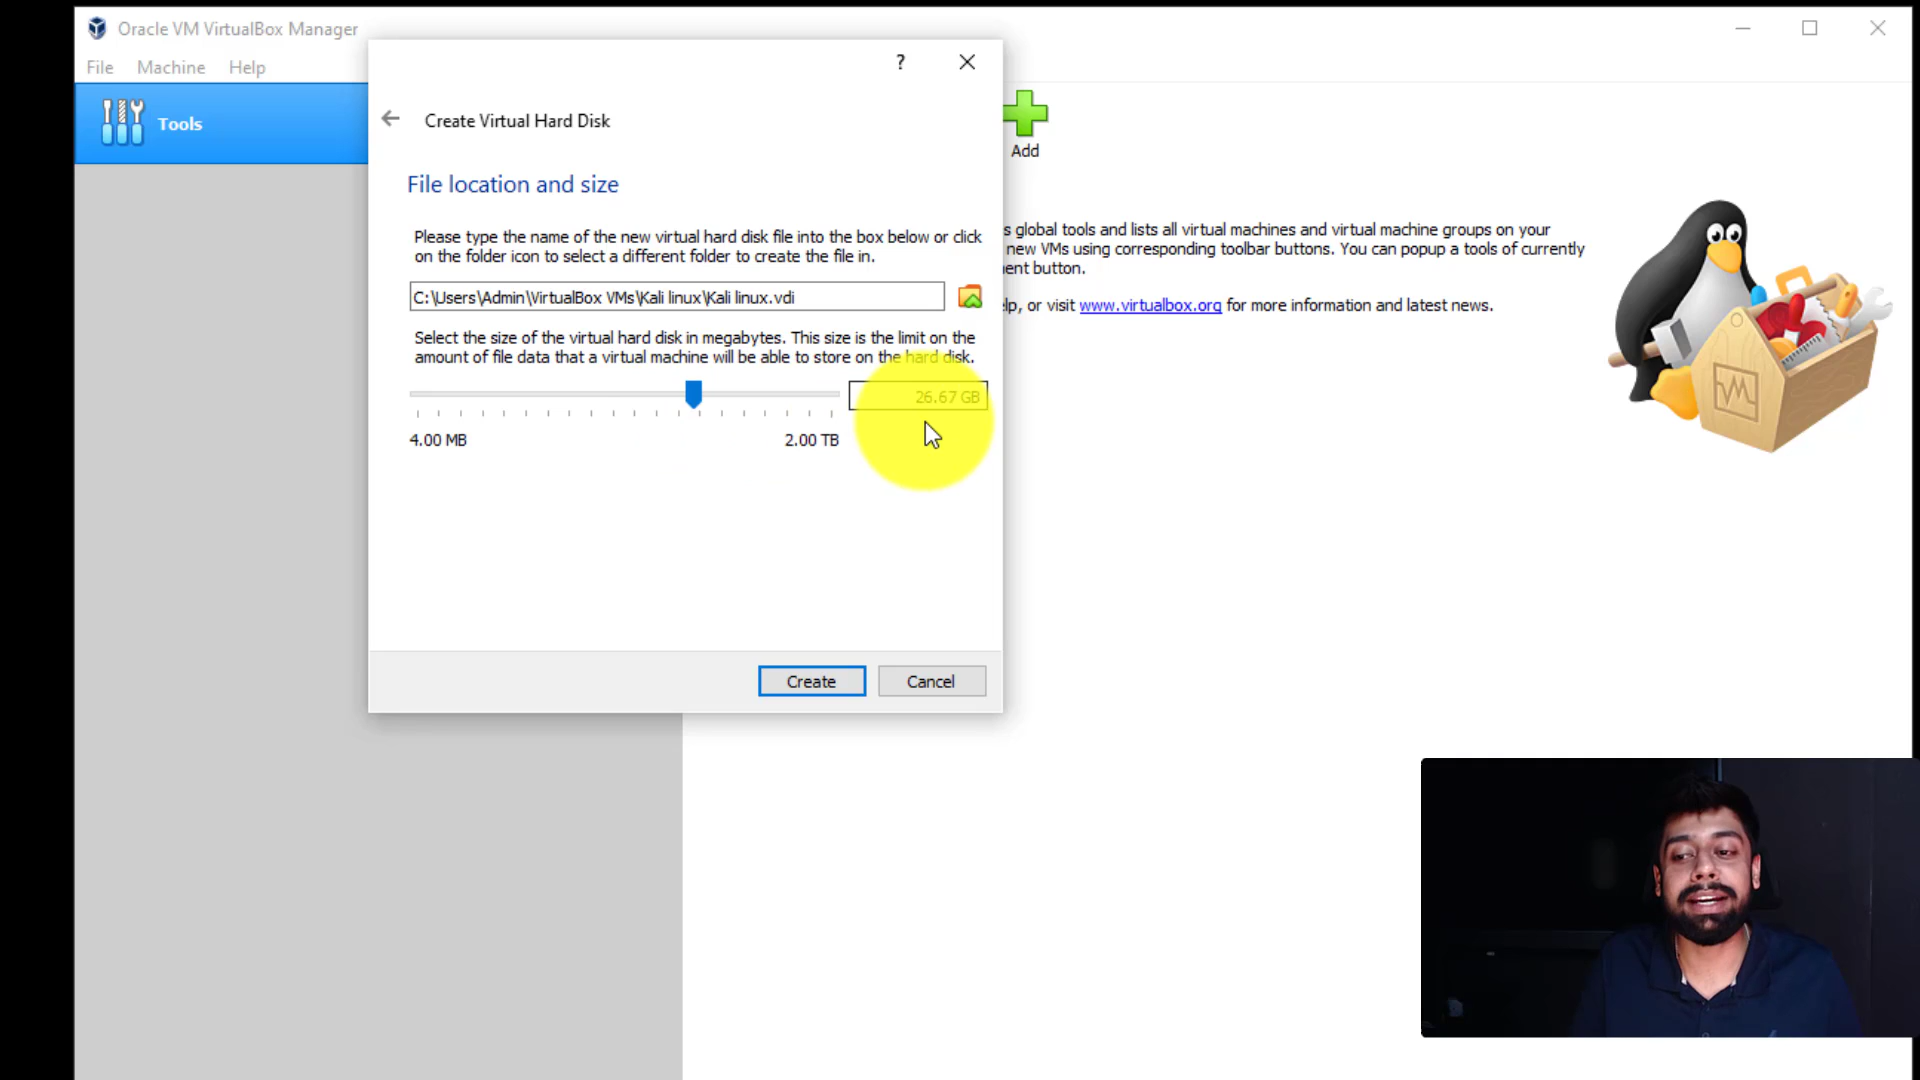 Oracle VM VirtualBox Manager
File Machine Help
Tools
?
Create Virtual Hard Disk
File location and size
Please type the name of the new virtual hard disk file into the box below or click
on the folder icon to select a different folder to create the file in.
C:\Users\Admin\VirtualBox VMs\Kali linux\Kali linux.vdi
Select the size of the virtual hard disk in megabytes. This size is the limit on the
amount of file data that a virtual machine will be able to store on the hard disk.
26.67 GB
4.00 MB 2.00 TB
Create Cancel
Add
s global tools and lists all virtual machines and virtual machine groups on your
new VMs using corresponding toolbar buttons. You can popup a tools of currently
ent button.
lp, or visit www.virtualbox.org for more information and latest news.